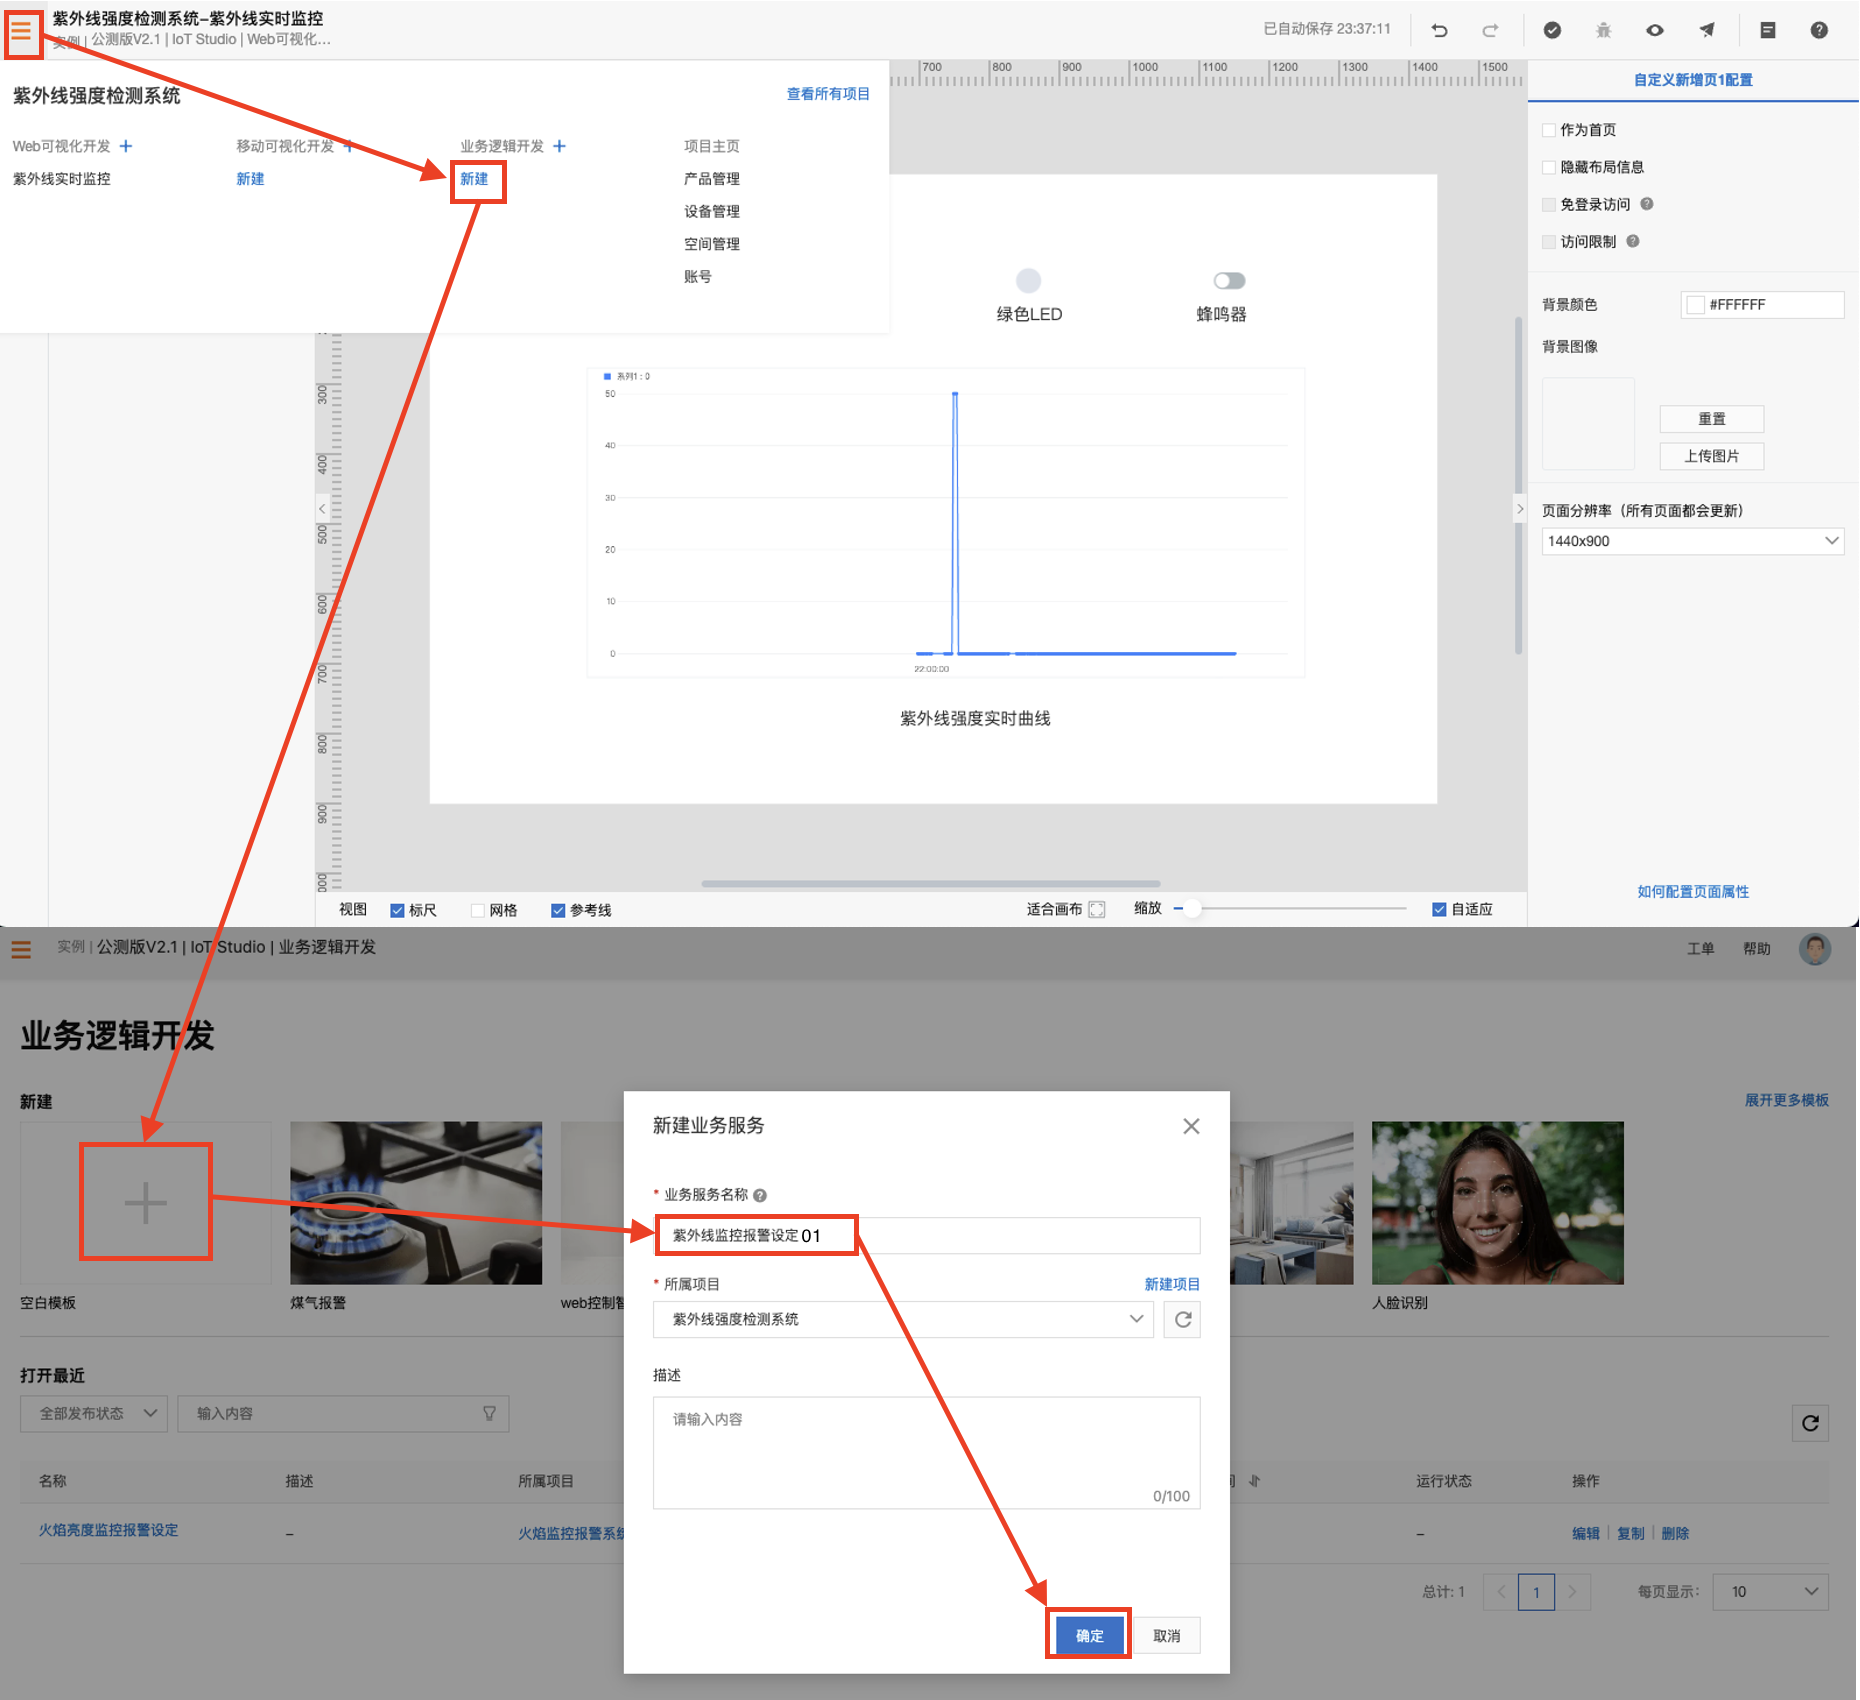 紫外线强度检测系统-紫外线实时监控
实例 | 公测版V2.1 | IoT Studio | Web可视化...
已自动保存 23:37:11
紫外线强度检测系统
查看所有项目
Web可视化开发 +
移动可视化开发 +
业务逻辑开发 +
项目主页
紫外线实时监控
新建
新建
产品管理
设备管理
空间管理
账号
700 800 900 1000 1100 1200 1300 1400 1500
300
400
500
600
700
800
900
绿色LED
蜂鸣器
系列1 : 0
50
40
30
20
10
0
22:00:00
紫外线强度实时曲线
自定义新增页1配置
作为首页
隐藏布局信息
免登录访问
访问限制
背景颜色
#FFFFFF
背景图像
重置
上传图片
页面分辨率（所有页面都会更新）
1440x900
如何配置页面属性
视图
标尺
网格
参考线
适合画布
缩放
自适应
实例 | 公测版V2.1 | IoT Studio | 业务逻辑开发
工单
帮助
业务逻辑开发
新建
展开更多模板
空白模板
煤气报警
web控制智
人脸识别
打开最近
全部发布状态
输入内容
名称
描述
所属项目
运行状态
操作
火焰亮度监控报警设定
–
火焰监控报警系统
–
编辑 | 复制 | 删除
总计: 1
1
每页显示：
10
新建业务服务
* 业务服务名称
紫外线监控报警设定01
* 所属项目
新建项目
紫外线强度检测系统
描述
请输入内容
0/100
确定
取消